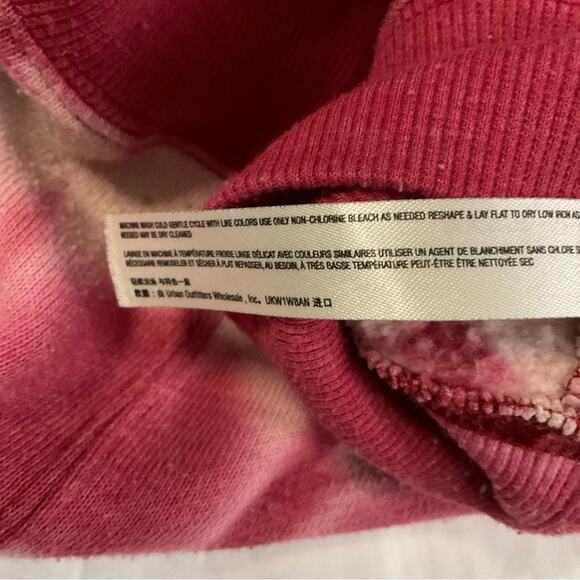 MACHINE WASH COLD GENTLE CYCLE WITH LIKE COLORS USE ONLY NON-CHLORINE BLEACH AS NEEDED RESHAPE & LAY FLAT TO DRY LOW IRON AS
NEEDED MAY BE DRY CLEANED
LAVAGE EN MACHINE À TEMPÉRATURE FROIDE LINGE DÉLICAT AVEC COULEURS SIMILAIRES UTILISER UN AGENT DE BLANCHIMENT SANS CHLORE
NÉCESSAIRE REMODELER ET SÉCHER À PLAT REPASSER, AU BESOIN, À TRÈS BASSE TEMPÉRATURE PEUT-ÊTRE ÊTRE NETTOYÉE SEC
: 由 Urban Outfitters Wholesale , Inc. UKW1W8AN 进口